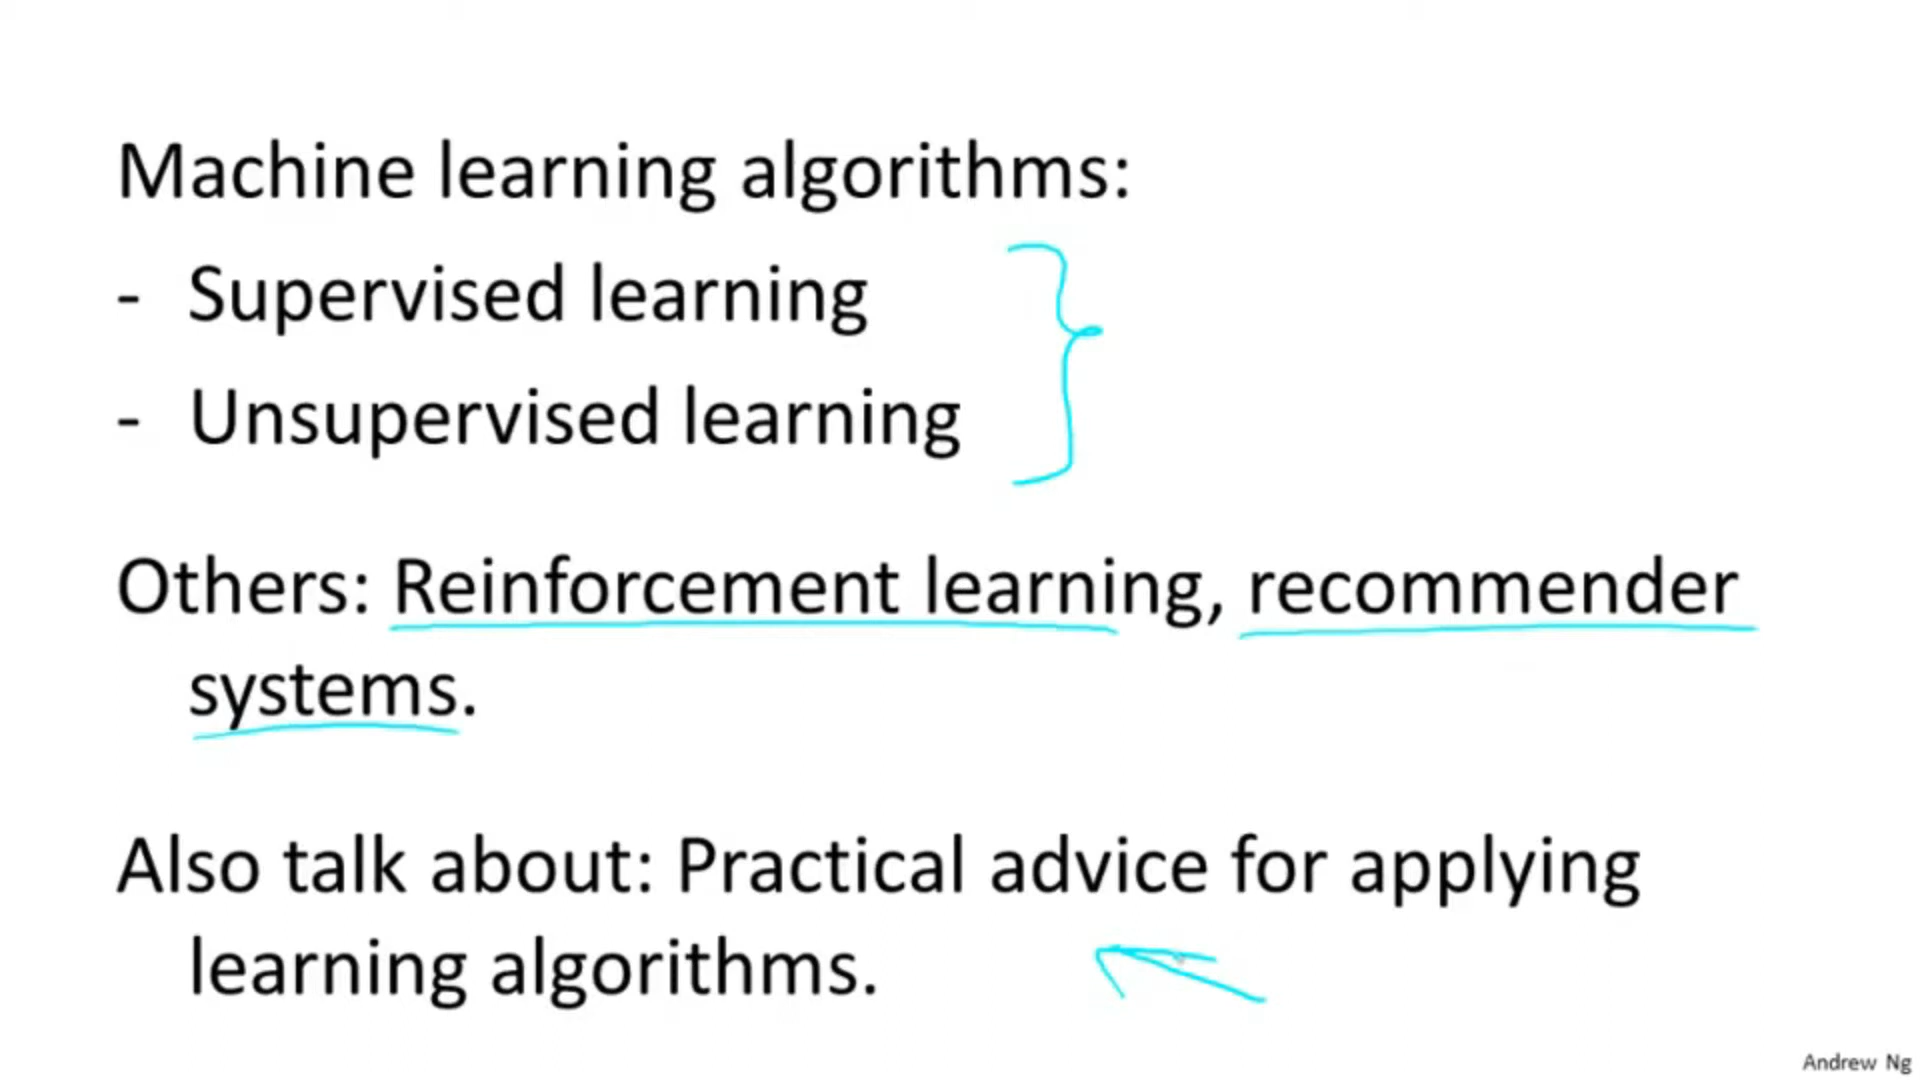 Machine learning algorithms:
- Supervised learning
- Unsupervised learning
Others: Reinforcement learning, recommender
systems.
Also talk about: Practical advice for applying
learning algorithms.
Andrew Ng